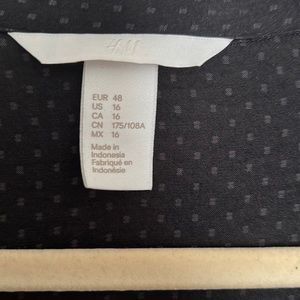 H&M
EUR 48
US 16
CA 16
CN 175/108A
MX 16
Made in
Indonesia
Fabriqué en
Indonésie